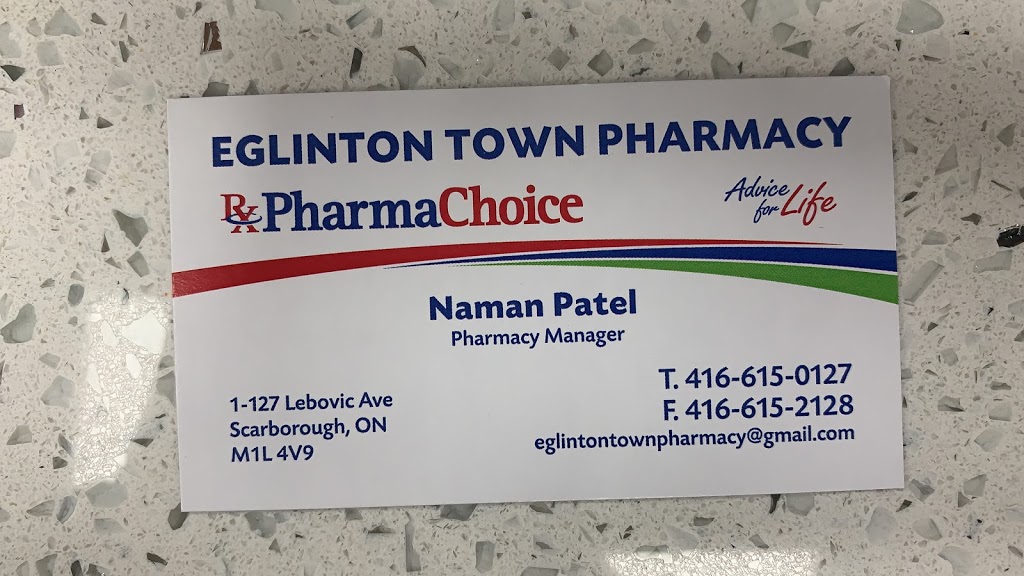 EGLINTON TOWN PHARMACY
Rx PharmaChoice
Advice for Life
Naman Patel
Pharmacy Manager
1-127 Lebovic Ave
Scarborough, ON
M1L 4V9
T. 416-615-0127
F. 416-615-2128
eglintontownpharmacy@gmail.com